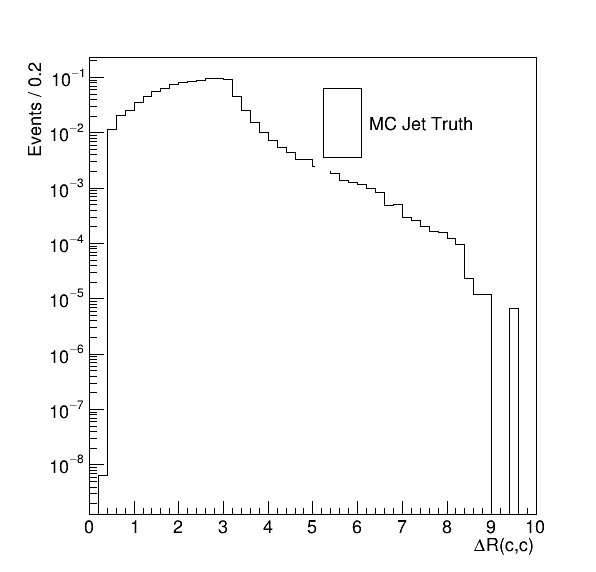 Events / 0.2
10⁻¹
10⁻²
10⁻³
10⁻⁴
10⁻⁵
10⁻⁶
10⁻⁷
10⁻⁸
MC Jet Truth
0 1 2 3 4 5 6 7 8 9 10
ΔR(c,c)